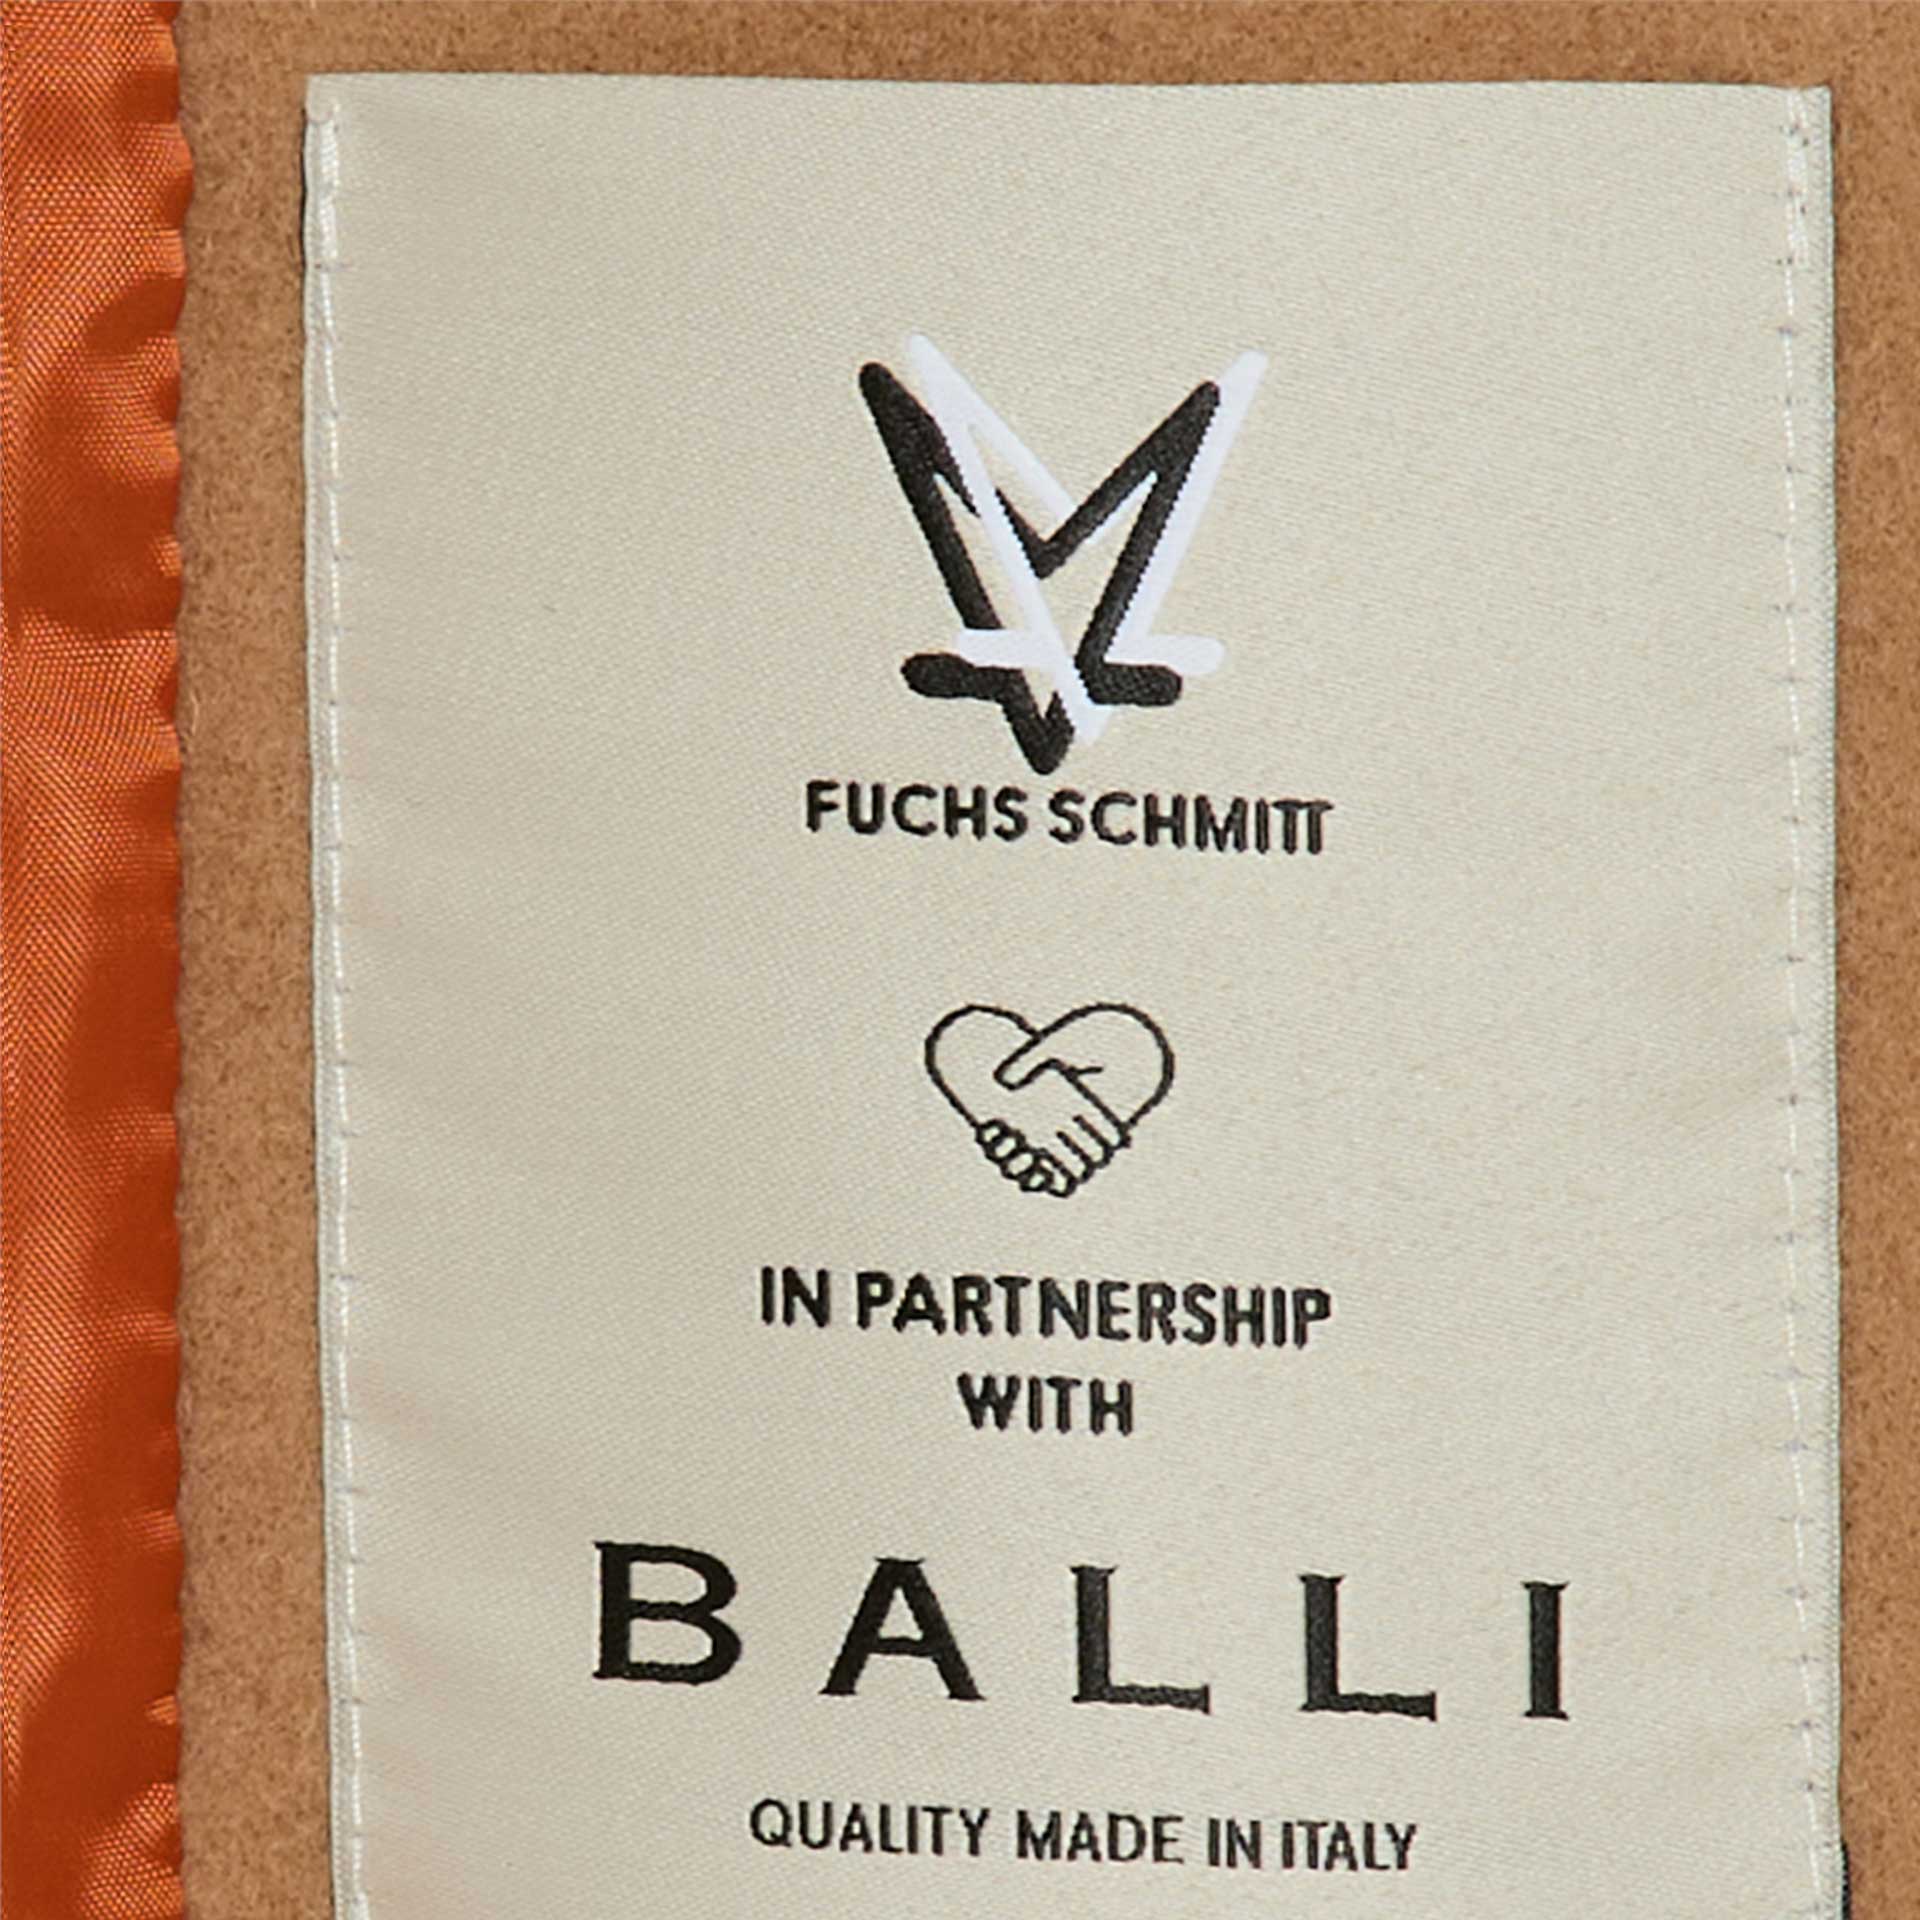 FUCHS SCHMITT
IN PARTNERSHIP
WITH
BALLI
QUALITY MADE IN ITALY